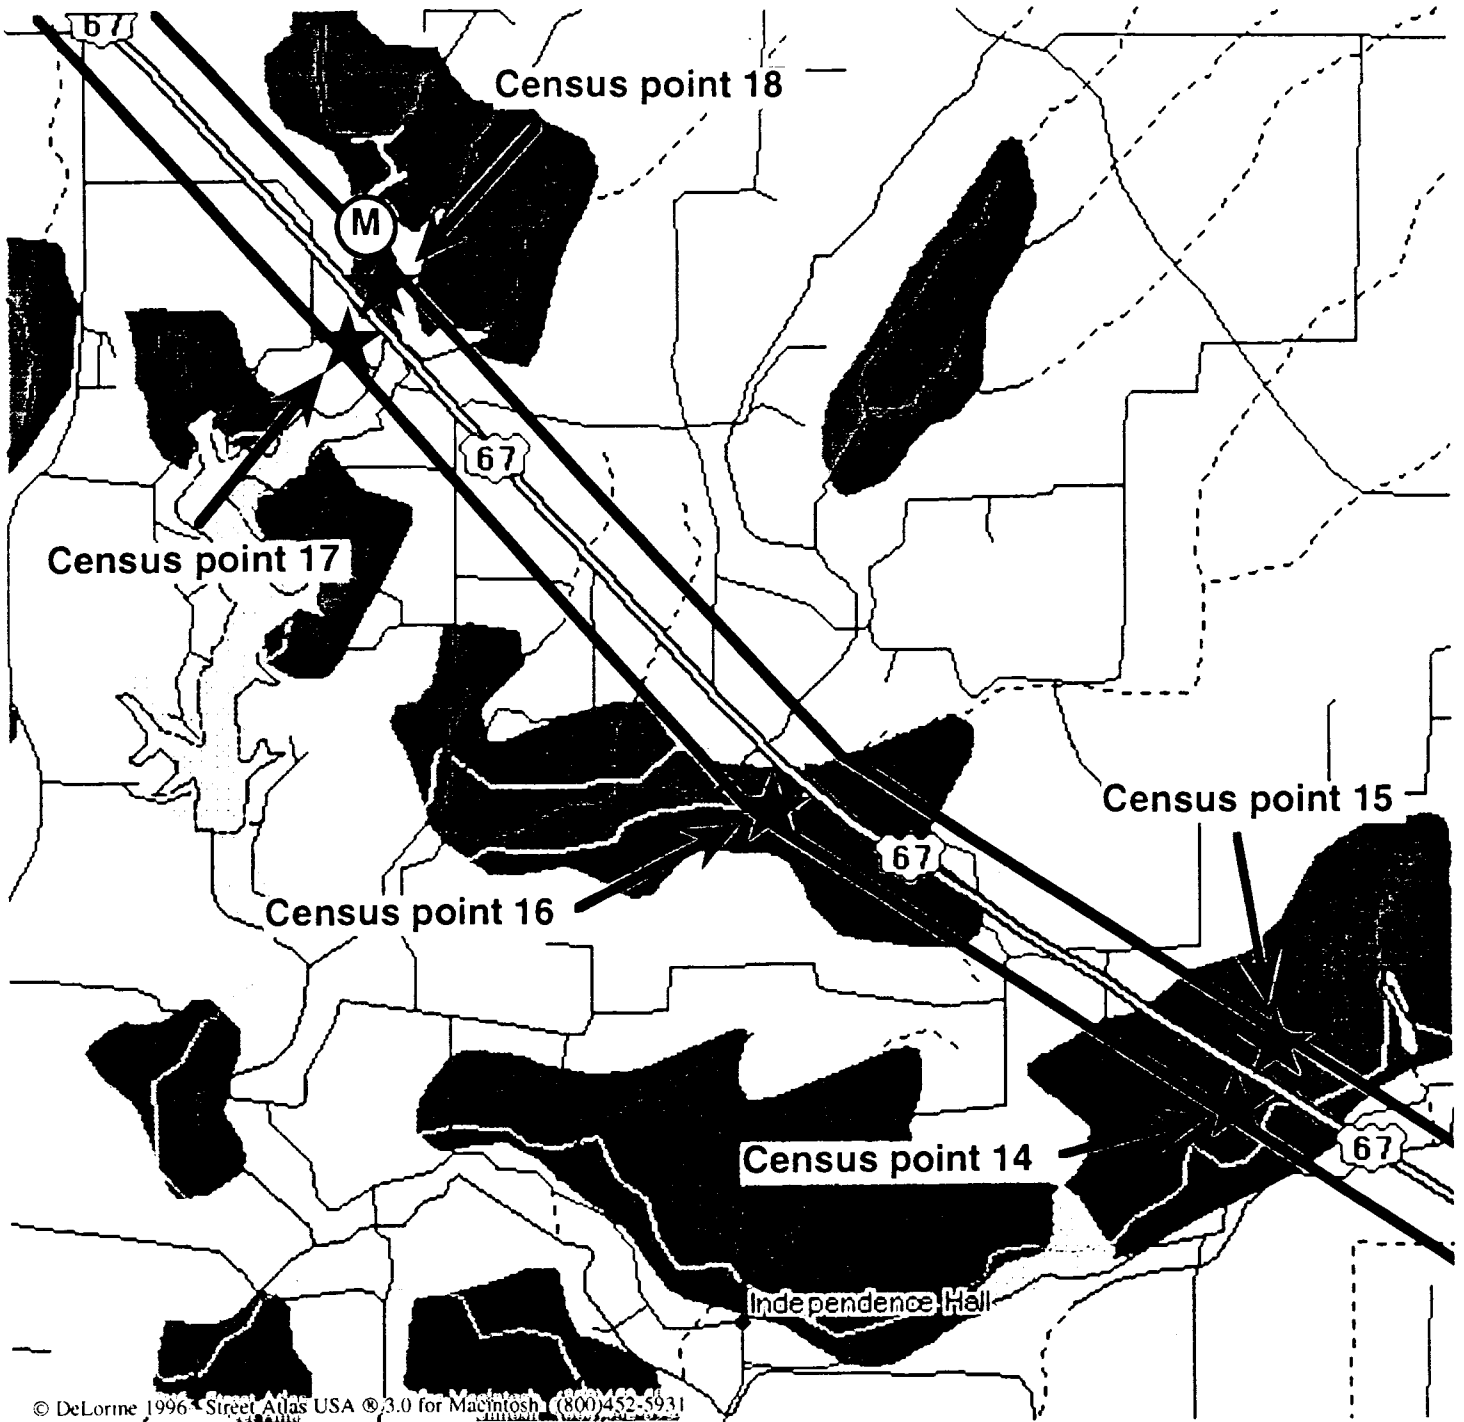 67
Census point 18
M
67
Census point 17
Census point 15
67
Census point 16
Census point 14
67
Independence Hall
© DeLorme 1996 Street Atlas USA ® 3.0 for Macintosh (800)452-5931